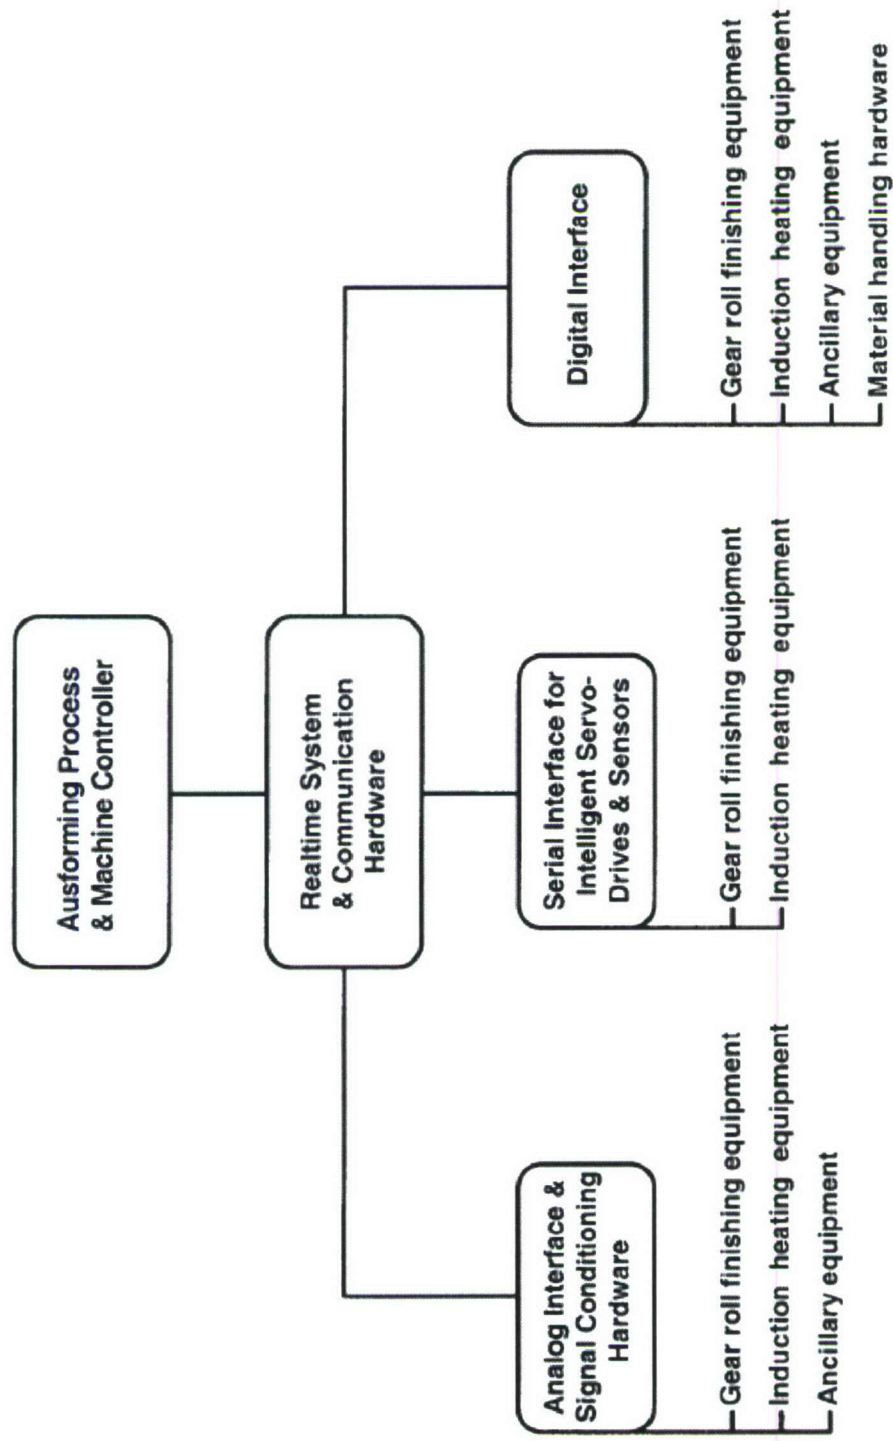 Ausforming Process
& Machine Controller
Realtime System
& Communication
Hardware
Analog Interface &
Signal Conditioning
Hardware
Gear roll finishing equipment
Induction heating equipment
Ancillary equipment
Serial Interface for
Intelligent Servo-
Drives & Sensors
Gear roll finishing equipment
Induction heating equipment
Digital Interface
Gear roll finishing equipment
Induction heating equipment
Ancillary equipment
Material handling hardware